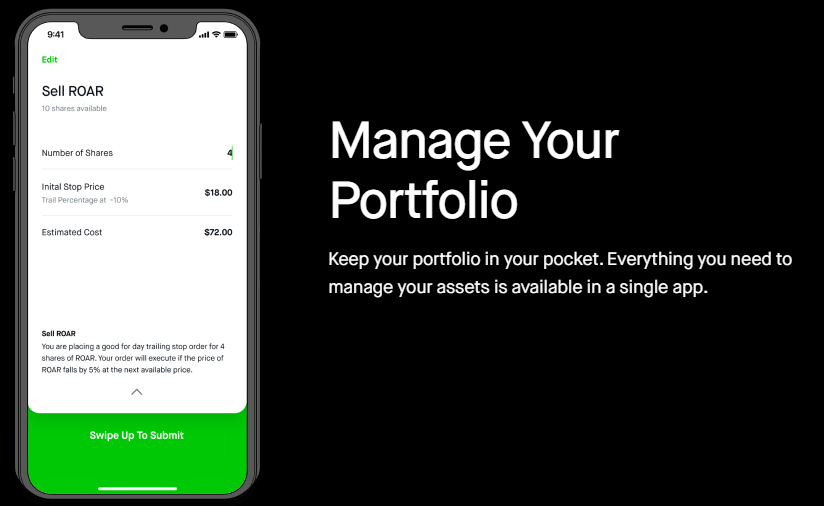 9:41
Edit
Sell ROAR
10 shares available
Number of Shares 4
Inital Stop Price $18.00
Trail Percentage at -10%
Estimated Cost $72.00
Sell ROAR
You are placing a good for day trailing stop order for 4
shares of ROAR. Your order will execute if the price of
ROAR falls by 5% at the next available price.
Swipe Up To Submit
Manage Your
Portfolio
Keep your portfolio in your pocket. Everything you need to
manage your assets is available in a single app.